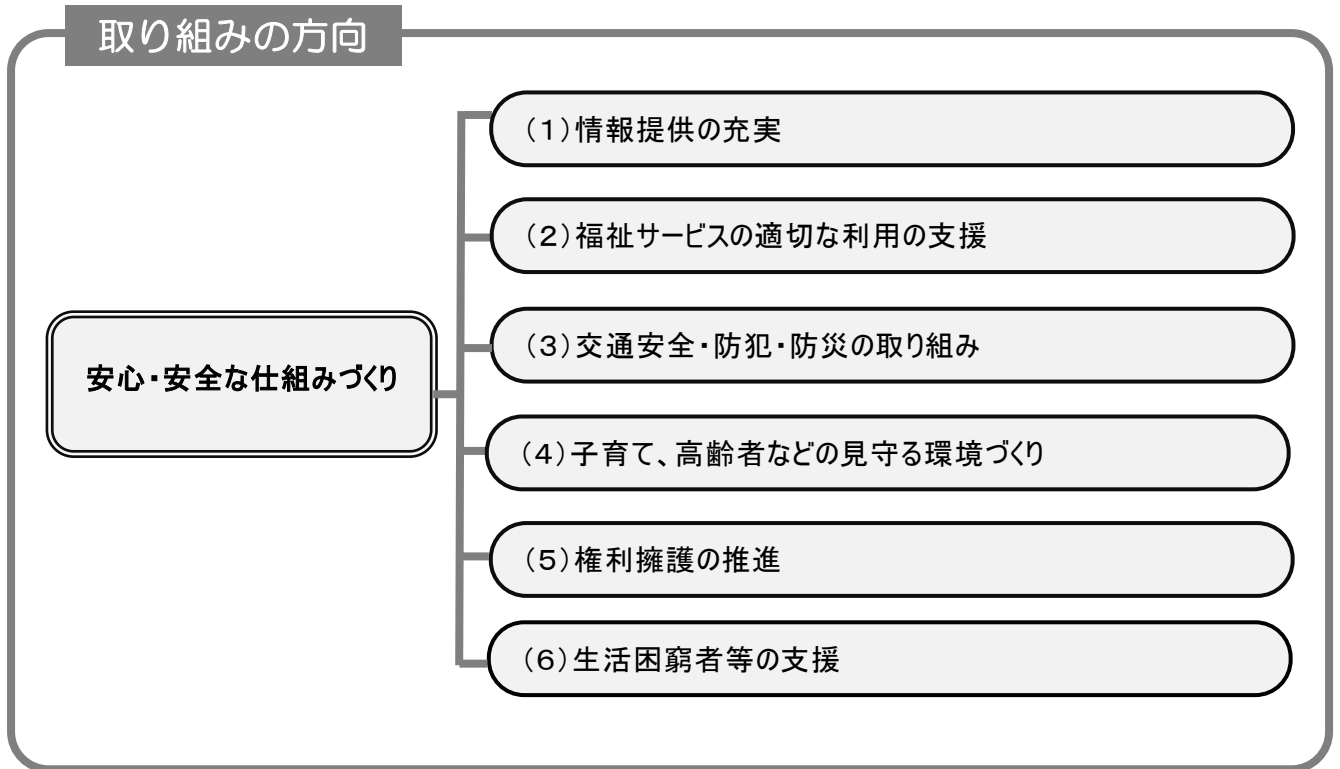 取り組みの方向
(1)情報提供の充実
(2)福祉サービスの適切な利用の支援
(3)交通安全・防犯・防災の取り組み
安心・安全な仕組みづくり
(4)子育て、高齢者などの見守る環境づくり
(5)権利擁護の推進
(6)生活困窮者等の支援